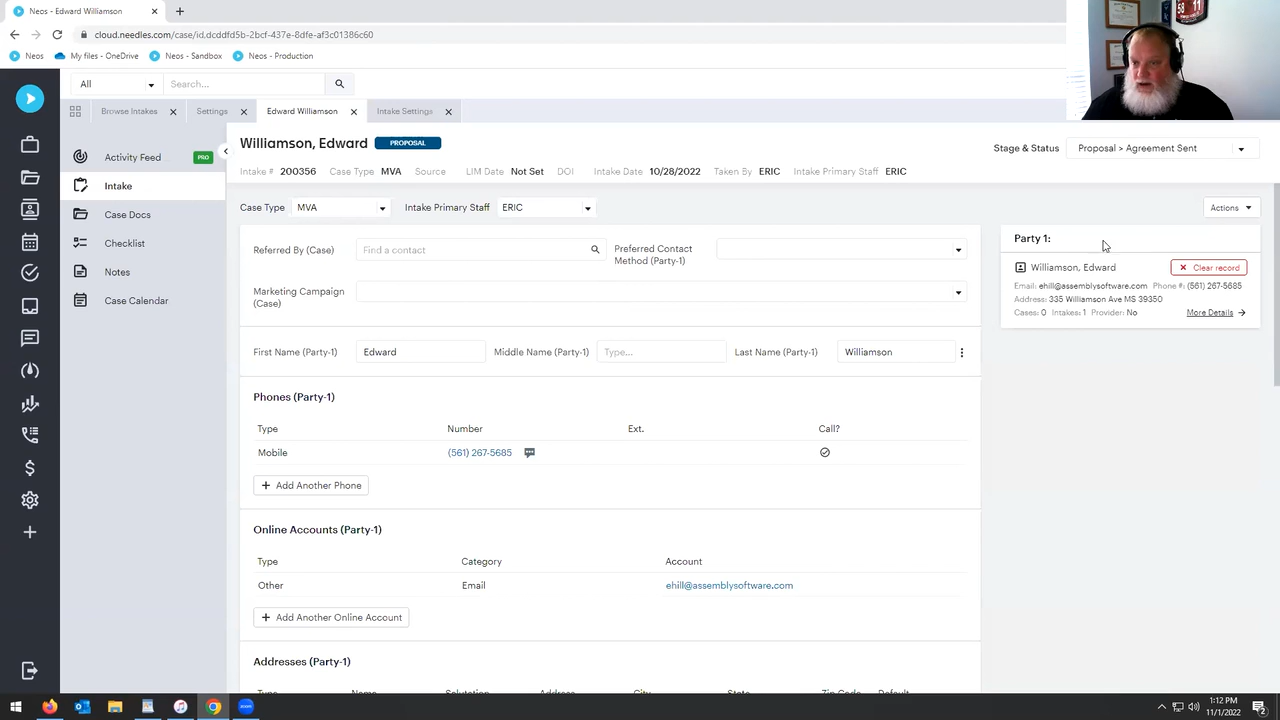 Neos - Edward Williamson
cloud.needles.com/case/id.dcddfd5b-2bcf-437e-8dfe-af3c01386c60
Neos My files - OneDrive Neos - Sandbox Neos - Production
All Search...
Browse Intakes Settings Edward Williamson Intake Settings
Activity Feed PRO
Intake
Case Docs
Checklist
Notes
Case Calendar
Williamson, Edward PROPOSAL
Stage & Status Proposal > Agreement Sent
Intake # 200356 Case Type MVA Source LIM Date Not Set DOI Intake Date 10/28/2022 Taken By ERIC Intake Primary Staff ERIC
Case Type MVA Intake Primary Staff ERIC Actions
Referred By (Case) Find a contact Preferred Contact
Method (Party-1)
Marketing Campaign
(Case)
First Name (Party-1) Edward Middle Name (Party-1) Type... Last Name (Party-1) Williamson
Phones (Party-1)
Type Number Ext. Call?
Mobile (561) 267-5685
+ Add Another Phone
Online Accounts (Party-1)
Type Category Account
Other Email ehill@assemblysoftware.com
+ Add Another Online Account
Addresses (Party-1)
Type Name Salutation Address City State Zip Code Default
Party 1:
Williamson, Edward Clear record
Email: ehill@assemblysoftware.com Phone #: (561) 267-5685
Address: 335 Williamson Ave MS 39350
Cases: 0 Intakes: 1 Provider: No More Details
58 11
1:12 PM
11/1/2022
2